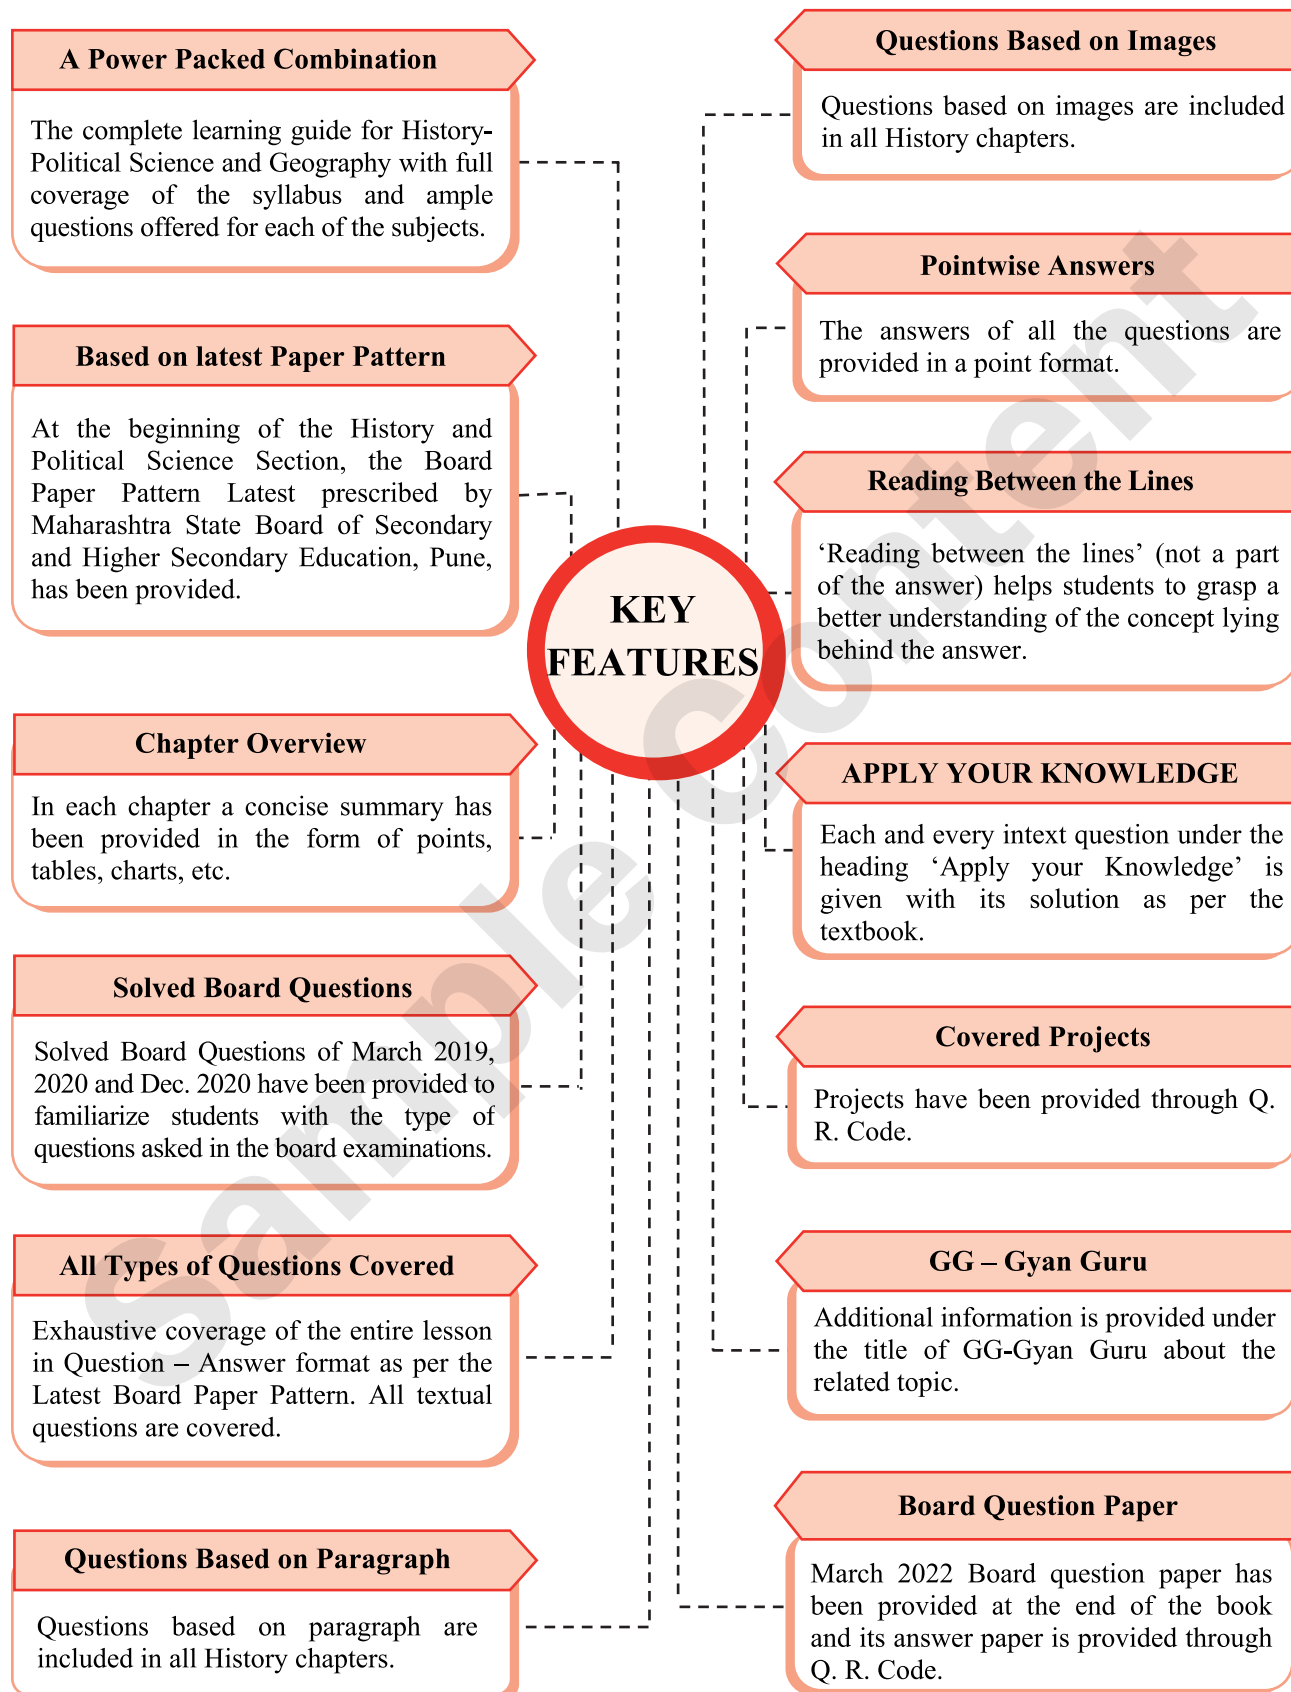 A Power Packed Combination
The complete learning guide for History-
Political Science and Geography with full
coverage of the syllabus and ample
questions offered for each of the subjects.
Based on latest Paper Pattern
At the beginning of the History and
Political Science Section, the Board
Paper Pattern Latest prescribed by
Maharashtra State Board of Secondary
and Higher Secondary Education, Pune,
has been provided.
Chapter Overview
In each chapter a concise summary has
been provided in the form of points,
tables, charts, etc.
Solved Board Questions
Solved Board Questions of March 2019,
2020 and Dec. 2020 have been provided to
familiarize students with the type of
questions asked in the board examinations.
All Types of Questions Covered
Exhaustive coverage of the entire lesson
in Question – Answer format as per the
Latest Board Paper Pattern. All textual
questions are covered.
Questions Based on Paragraph
Questions based on paragraph are
included in all History chapters.
KEY
FEATURES
Questions Based on Images
Questions based on images are included
in all History chapters.
Pointwise Answers
The answers of all the questions are
provided in a point format.
Reading Between the Lines
‘Reading between the lines’ (not a part
of the answer) helps students to grasp a
better understanding of the concept lying
behind the answer.
APPLY YOUR KNOWLEDGE
Each and every intext question under the
heading ‘Apply your Knowledge’ is
given with its solution as per the
textbook.
Covered Projects
Projects have been provided through Q.
R. Code.
GG – Gyan Guru
Additional information is provided under
the title of GG-Gyan Guru about the
related topic.
Board Question Paper
March 2022 Board question paper has
been provided at the end of the book
and its answer paper is provided through
Q. R. Code.
Sample Content